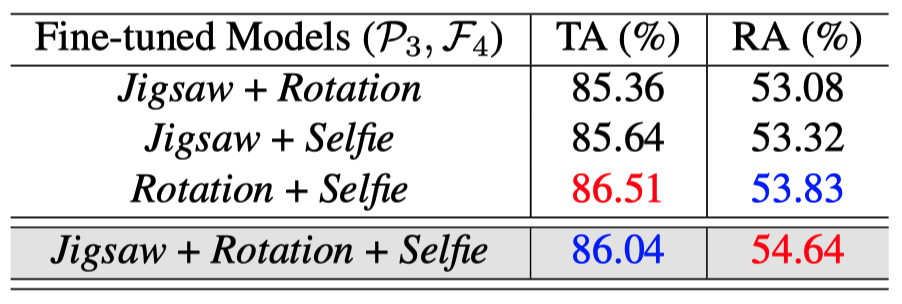 Fine-tuned Models (𝒫₃, ℱ₄) TA (%) RA (%)
Jigsaw + Rotation 85.36 53.08
Jigsaw + Selfie 85.64 53.32
Rotation + Selfie 86.51 53.83
Jigsaw + Rotation + Selfie 86.04 54.64